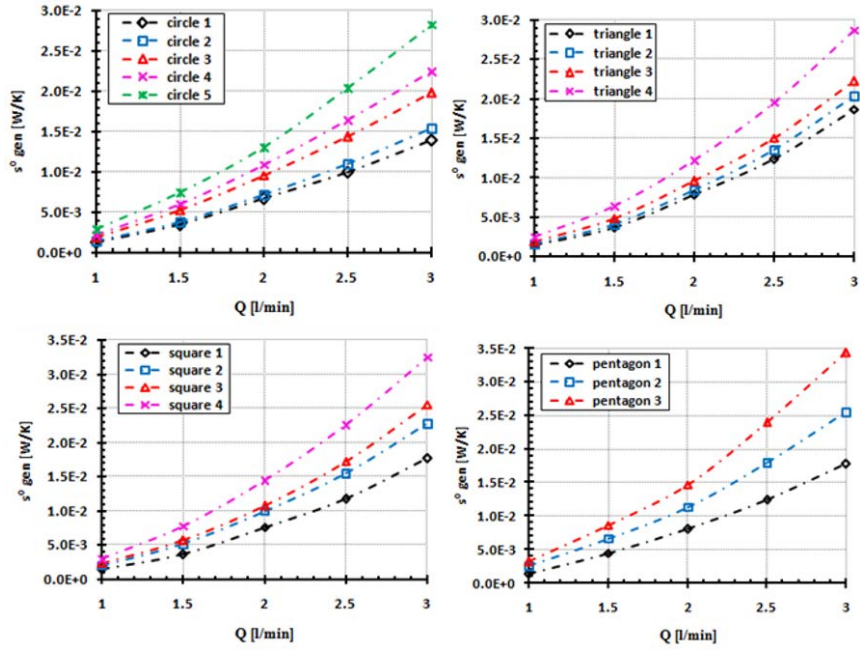 3.0E-2
2.5E-2
2.0E-2
1.5E-2
1.0E-2
5.0E-3
0.0E+0
s° gen [W/K]
circle 1
circle 2
circle 3
circle 4
circle 5
1 1.5 2 2.5 3
Q [l/min]
3.0E-2
2.5E-2
2.0E-2
1.5E-2
1.0E-2
5.0E-3
0.0E+0
s° gen [W/K]
triangle 1
triangle 2
triangle 3
triangle 4
1 1.5 2 2.5 3
Q [l/min]
3.5E-2
3.0E-2
2.5E-2
2.0E-2
1.5E-2
1.0E-2
5.0E-3
0.0E+0
s° gen [W/K]
square 1
square 2
square 3
square 4
1 1.5 2 2.5 3
Q [l/min]
3.5E-2
3.0E-2
2.5E-2
2.0E-2
1.5E-2
1.0E-2
5.0E-3
0.0E+0
s° gen [W/K]
pentagon 1
pentagon 2
pentagon 3
1 1.5 2 2.5 3
Q [l/min]